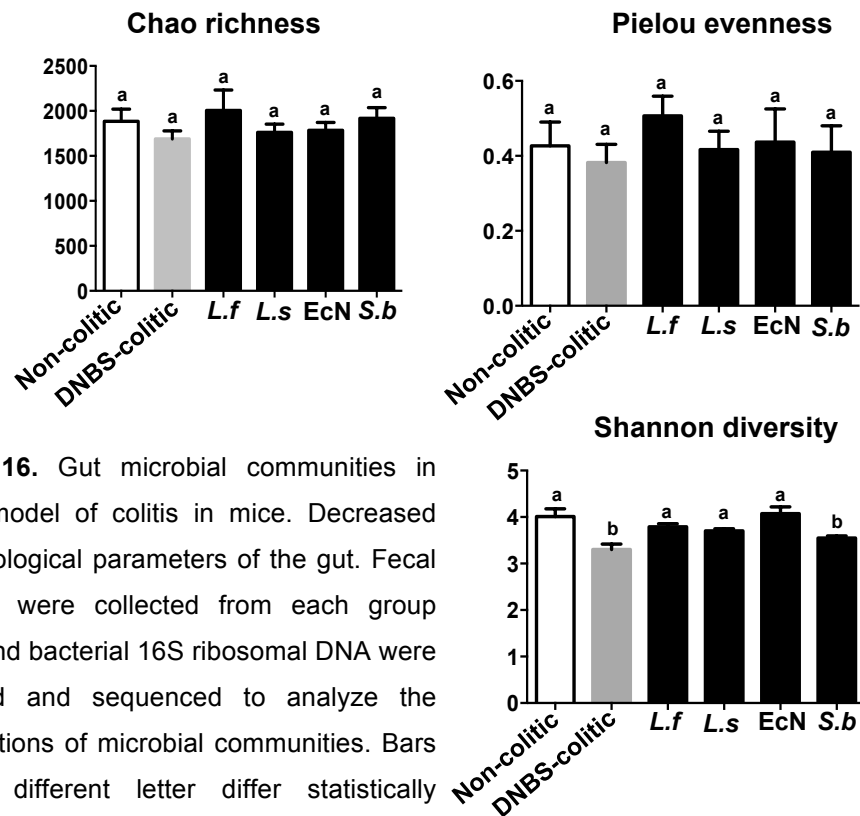 Chao richness
2500
2000
1500
1000
500
0
a
a
a
a
a
a
Non-colitic
DNBS-colitic
L.f
L.s
EcN
S.b
Pielou evenness
0.6
0.4
0.2
0.0
a
a
a
a
a
a
Non-colitic
DNBS-colitic
L.f
L.s
EcN
S.b
16. Gut microbial communities in
model of colitis in mice. Decreased
ological parameters of the gut. Fecal
were collected from each group
nd bacterial 16S ribosomal DNA were
d and sequenced to analyze the
tions of microbial communities. Bars
different letter differ statistically
Shannon diversity
5
4
3
2
1
0
a
b
a
a
a
b
Non-colitic
DNBS-colitic
L.f
L.s
EcN
S.b